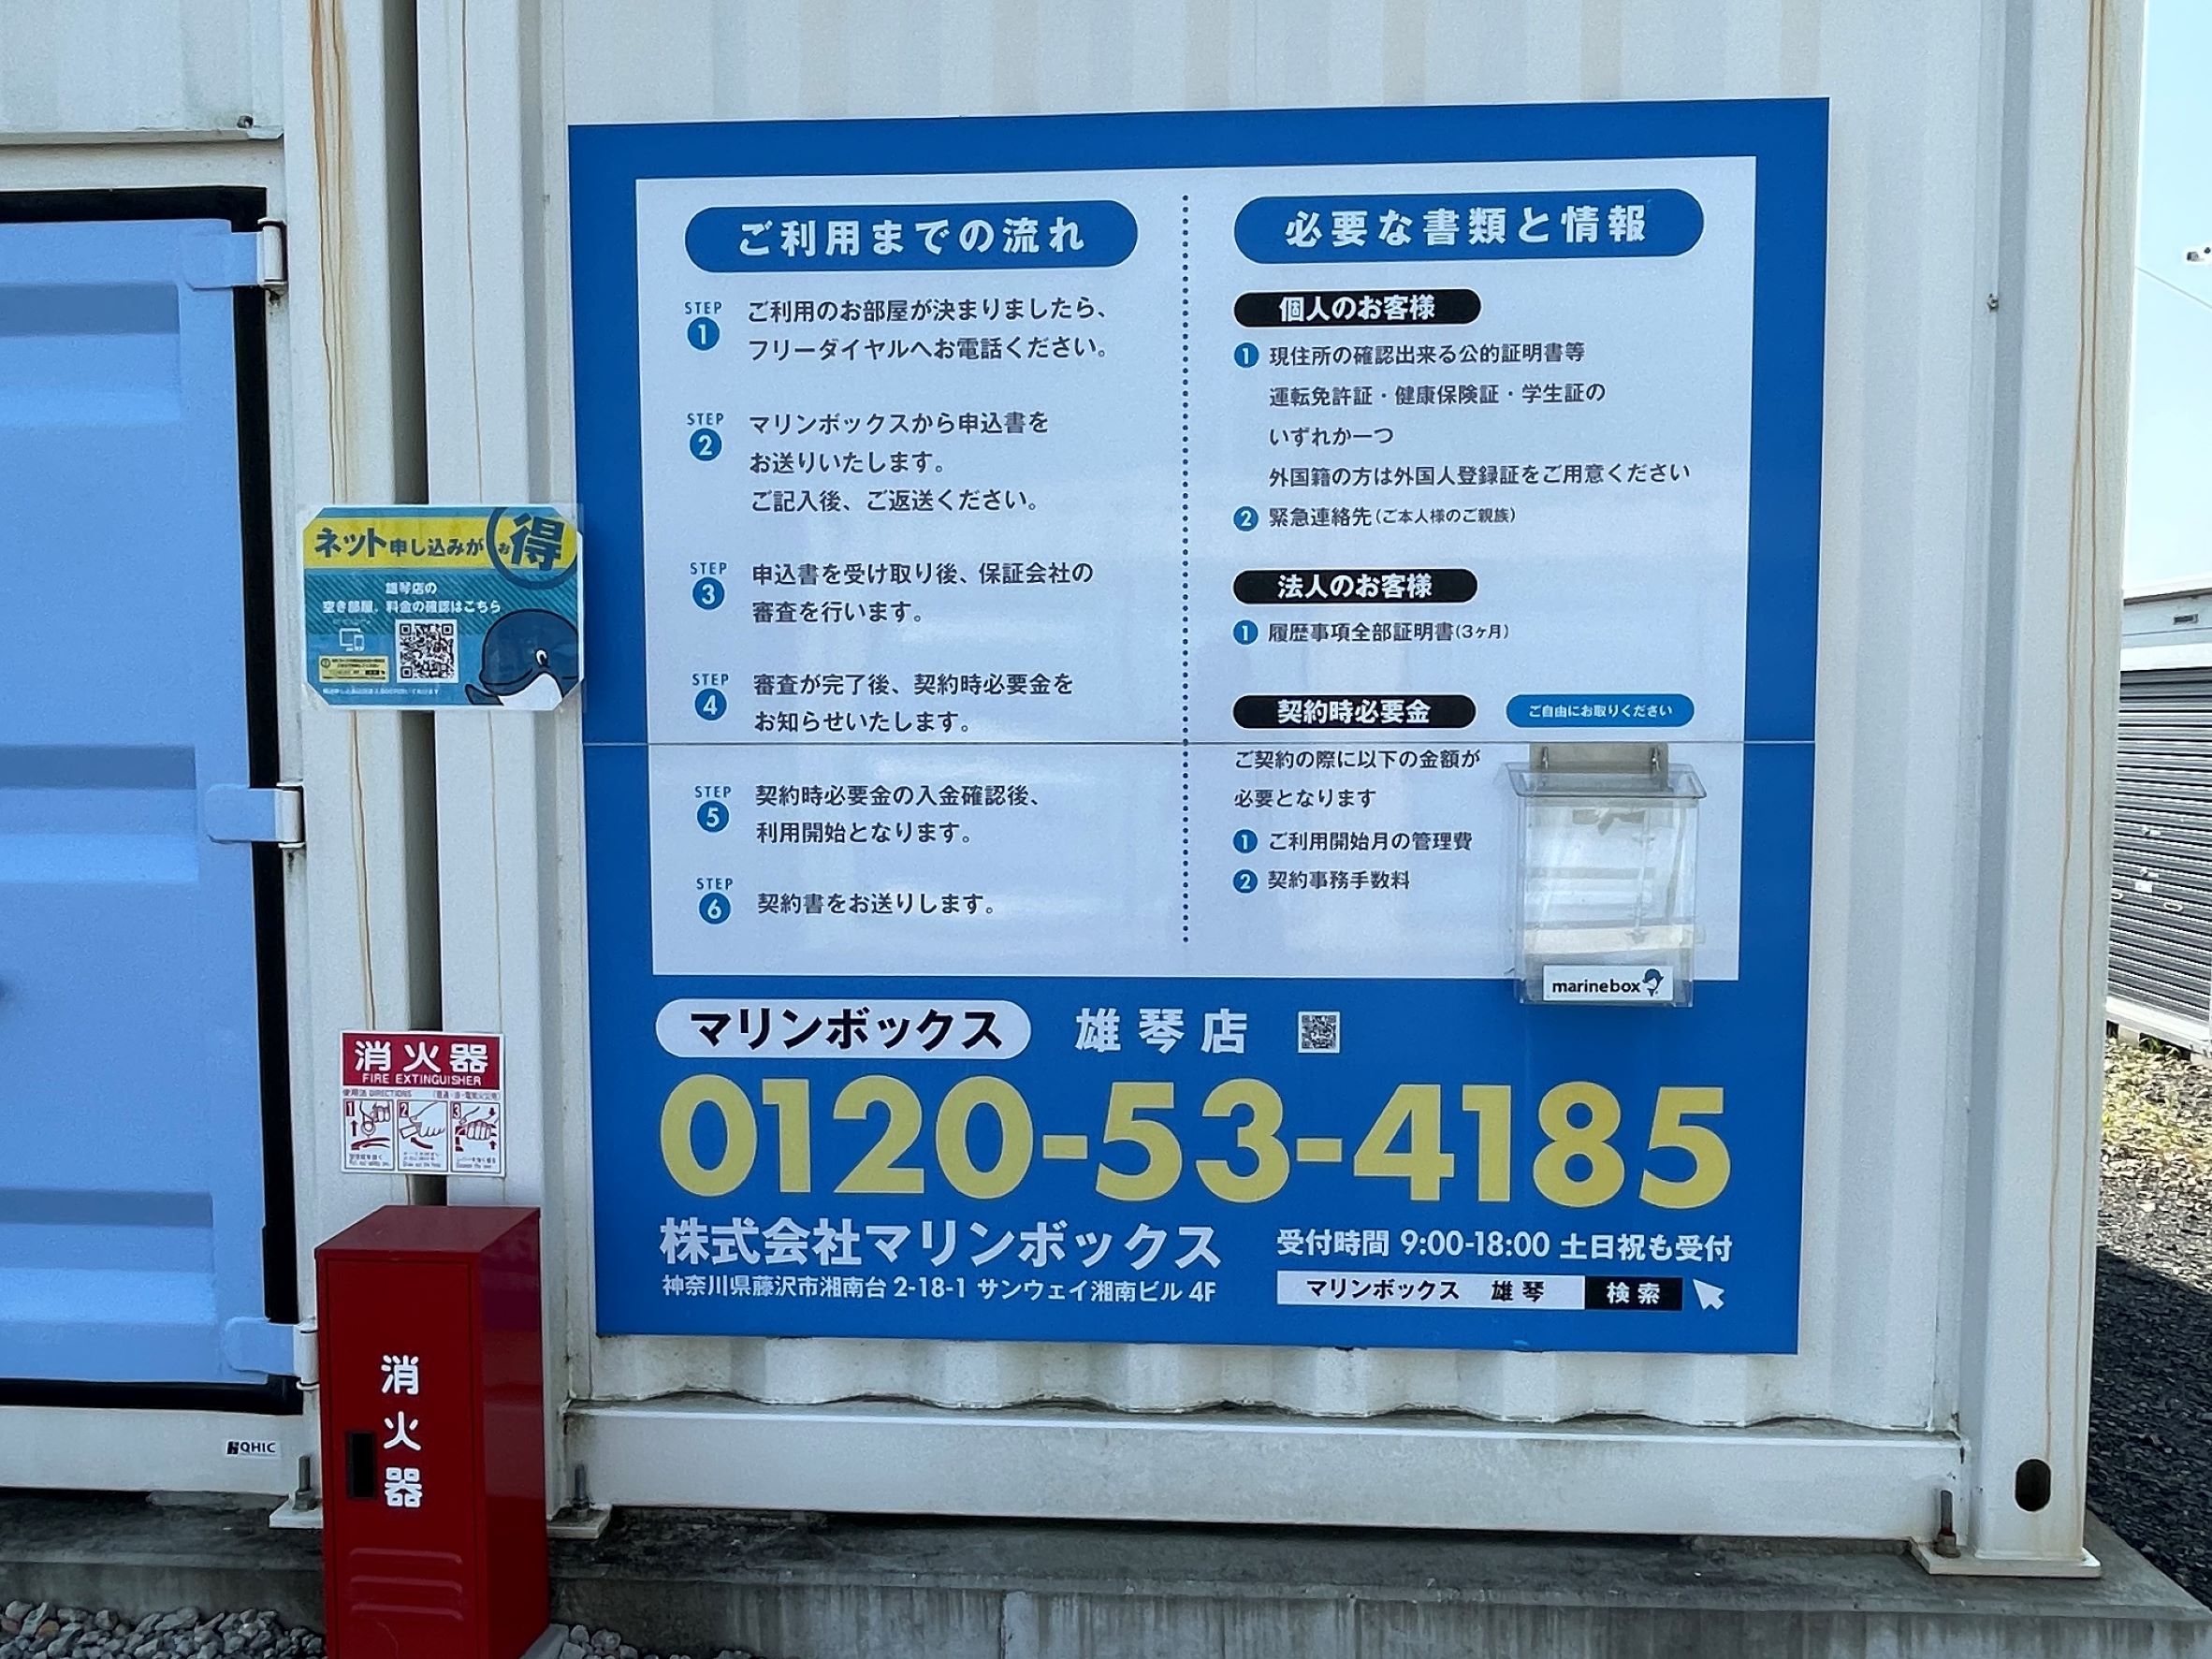 ご利用までの流れ
STEP
1
ご利用のお部屋が決まりましたら、
フリーダイヤルへお電話ください。
STEP
2
マリンボックスから申込書を
お送りいたします。
ご記入後、ご返送ください。
STEP
3
申込書を受け取り後、保証会社の
審査を行います。
STEP
4
審査が完了後、契約時必要金を
お知らせいたします。
STEP
5
契約時必要金の入金確認後、
利用開始となります。
STEP
6
契約書をお送りします。
必要な書類と情報
個人のお客様
1 現住所の確認出来る公的証明書等
運転免許証・健康保険証・学生証の
いずれか一つ
外国籍の方は外国人登録証をご用意ください
2 緊急連絡先(ご本人様のご親族)
法人のお客様
1 履歴事項全部証明書(3ヶ月)
契約時必要金
ご自由にお取りください
ご契約の際に以下の金額が
必要となります
1 ご利用開始月の管理費
2 契約事務手数料
marinebox
マリンボックス 雄琴店
0120-53-4185
株式会社マリンボックス
神奈川県藤沢市湘南台 2-18-1 サンウェイ湘南ビル 4F
受付時間 9:00-18:00 土日祝も受付
マリンボックス 雄琴 検索
ネット申し込みがお得
雄琴店の
空き部屋、料金の確認はこちら
消火器
FIRE EXTINGUISHER
使用法 DIRECTIONS
1 2 3
消火器
QHIC